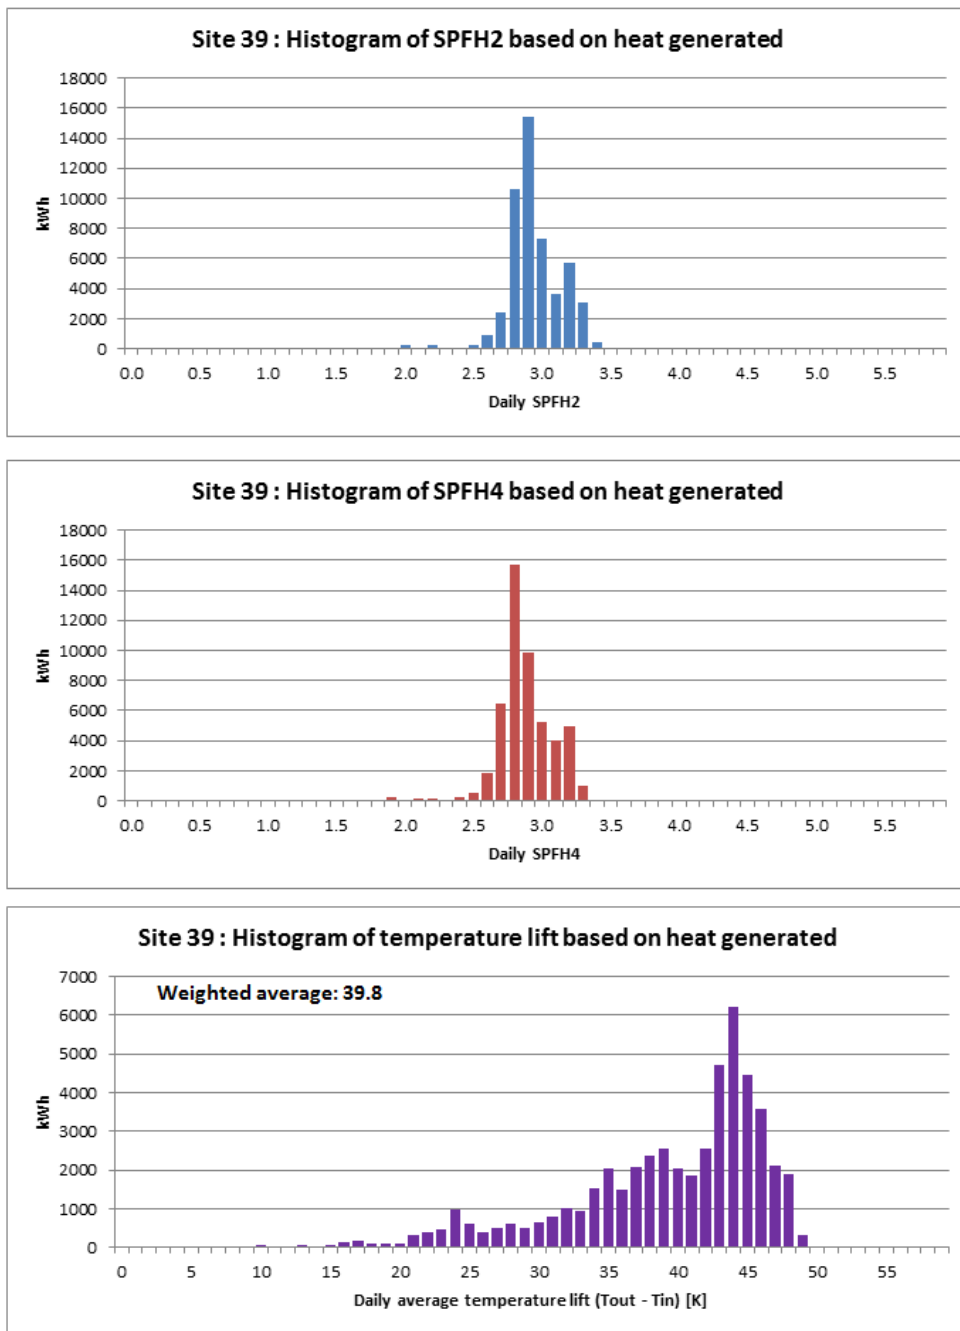 Site 39 : Histogram of SPFH2 based on heat generated
18000
16000
14000
12000
10000
8000
6000
4000
2000
0
kWh
0.0 0.5 1.0 1.5 2.0 2.5 3.0 3.5 4.0 4.5 5.0 5.5
Daily SPFH2
Site 39 : Histogram of SPFH4 based on heat generated
18000
16000
14000
12000
10000
8000
6000
4000
2000
0
kWh
0.0 0.5 1.0 1.5 2.0 2.5 3.0 3.5 4.0 4.5 5.0 5.5
Daily SPFH4
Site 39 : Histogram of temperature lift based on heat generated
Weighted average: 39.8
7000
6000
5000
4000
3000
2000
1000
0
kWh
0 5 10 15 20 25 30 35 40 45 50 55
Daily average temperature lift (Tout - Tin) [K]